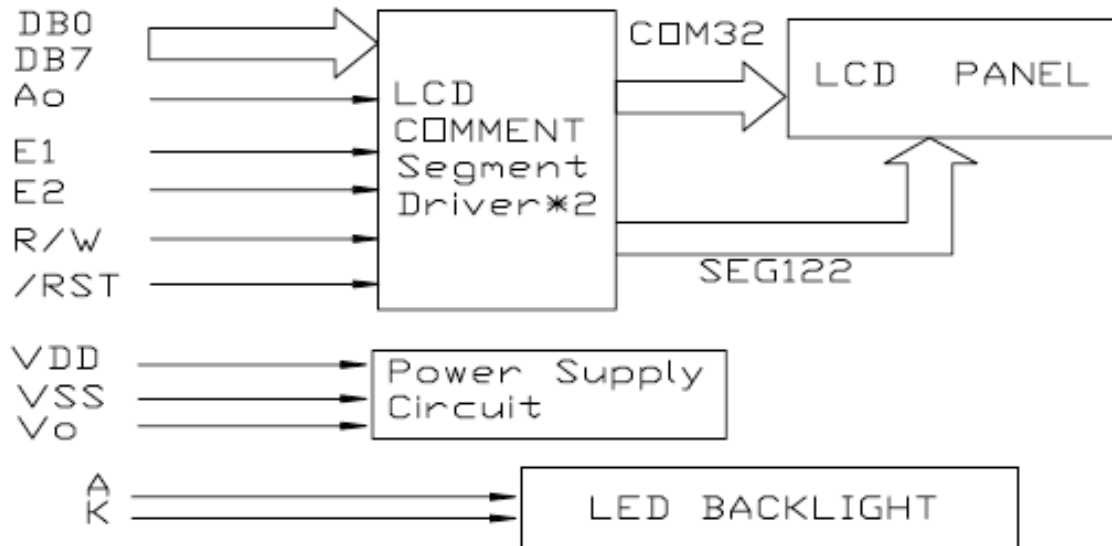 DB0
DB7
Ao
E1
E2
R/W
/RST
LCD
COMMENT
Segment
Driver*2
COM32
LCD PANEL
SEG122
VDD
VSS
Vo
Power Supply
Circuit
A
K
LED BACKLIGHT